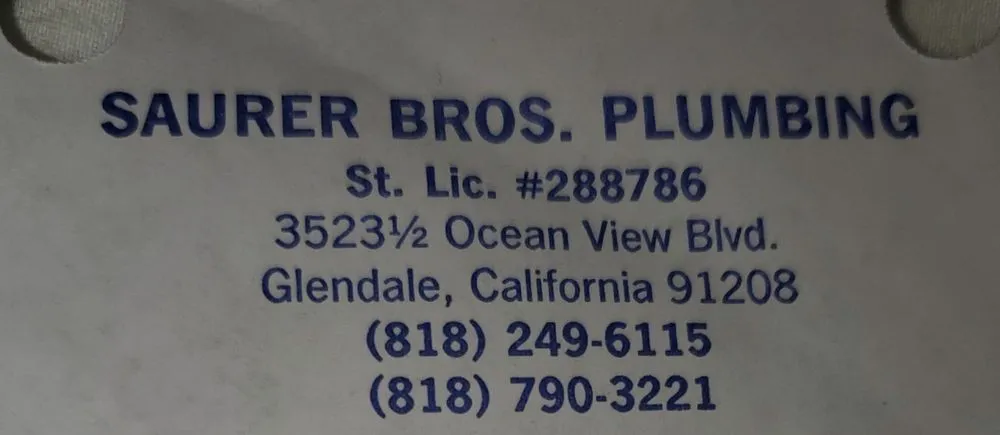 SAURER BROS. PLUMBING
St. Lic. #288786
3523½ Ocean View Blvd.
Glendale, California 91208
(818) 249-6115
(818) 790-3221